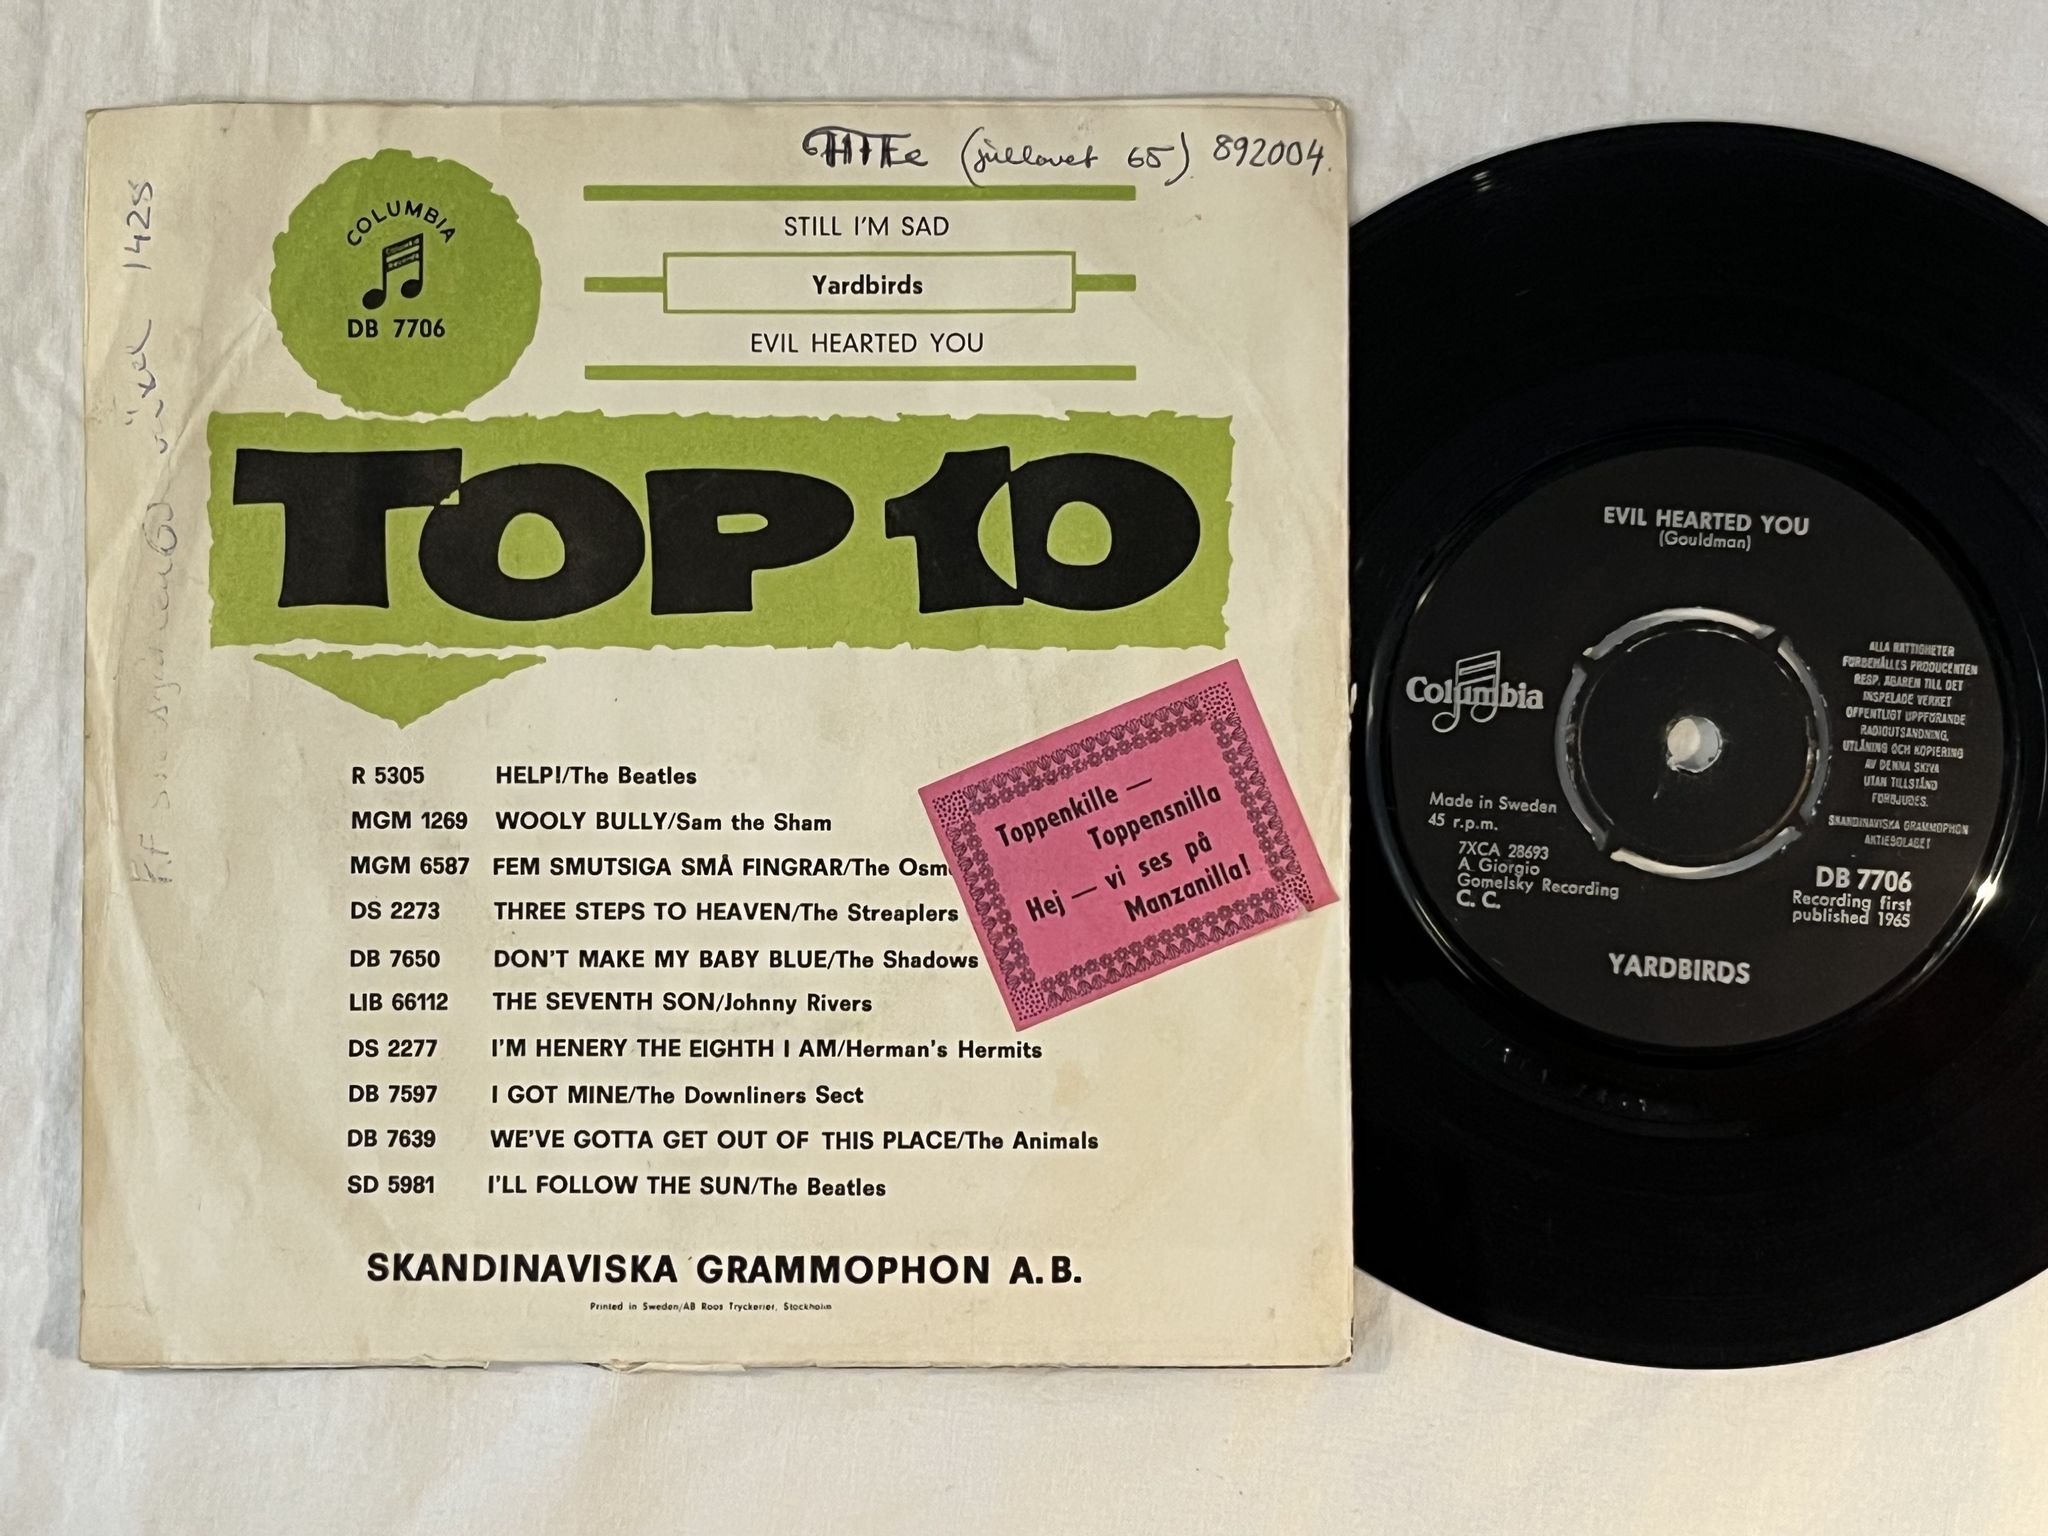 (jullovet 65) 892004.
1428
COLUMBIA
DB 7706
STILL I'M SAD
Yardbirds
EVIL HEARTED YOU
TOP 10
R 5305 HELP!/The Beatles
MGM 1269 WOOLY BULLY/Sam the Sham
MGM 6587 FEM SMUTSIGA SMÅ FINGRAR/The Osm
DS 2273 THREE STEPS TO HEAVEN/The Streaplers
DB 7650 DON'T MAKE MY BABY BLUE/The Shadows
LIB 66112 THE SEVENTH SON/Johnny Rivers
DS 2277 I'M HENERY THE EIGHTH I AM/Herman's Hermits
DB 7597 I GOT MINE/The Downliners Sect
DB 7639 WE'VE GOTTA GET OUT OF THIS PLACE/The Animals
SD 5981 I'LL FOLLOW THE SUN/The Beatles
Toppenkille —
Toppensnilla
Hej — vi ses på
Manzanilla!
SKANDINAVISKA GRAMMOPHON A.B.
Printed in Sweden/AB Roos Tryckerier, Stockholm
EVIL HEARTED YOU
(Gouldman)
Columbia
ALLA RÄTTIGHETER
FÖRBEHÅLLES PRODUCENTEN
RESP. ÄGAREN TILL DET
INSPELADE VERKET
OFFENTLIGT UPPFÖRANDE
RADIOUTSÄNDNING,
UTLÅNING OCH KOPIERING
AV DENNA SKIVA
UTAN TILLSTÅND
FÖRBJUDES.
SKANDINAVISKA GRAMMOPHON
AKTIEBOLAGET
Made in Sweden
45 r.p.m.
7XCA 28693
A Giorgio
Gomelsky Recording
C. C.
DB 7706
Recording first
published 1965
YARDBIRDS